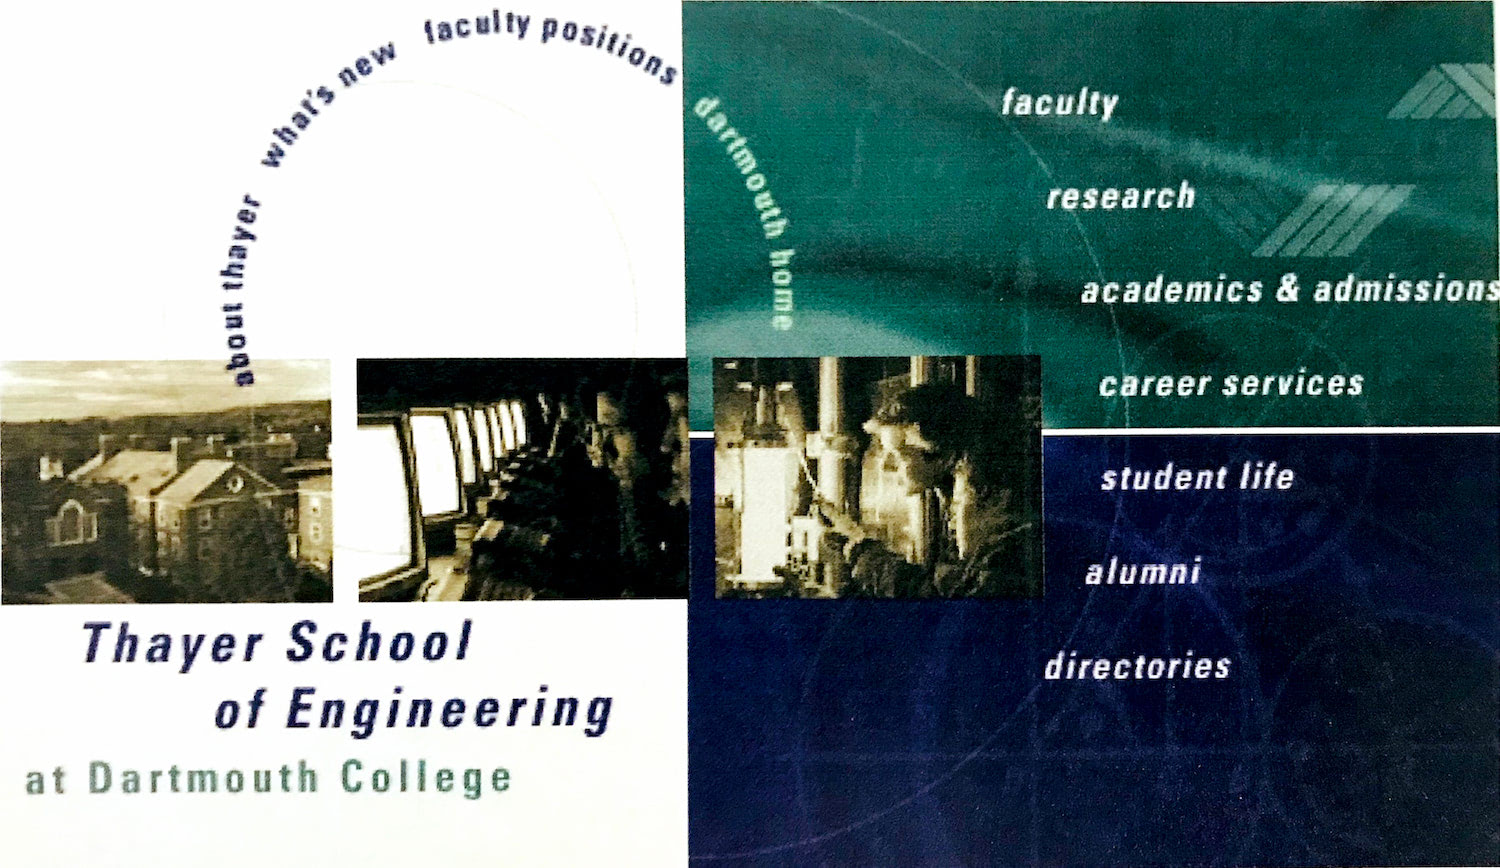 about thayer
what's new
faculty positions
dartmouth home
faculty
research
academics & admissions
career services
student life
alumni
directories
Thayer School
of Engineering
at Dartmouth College